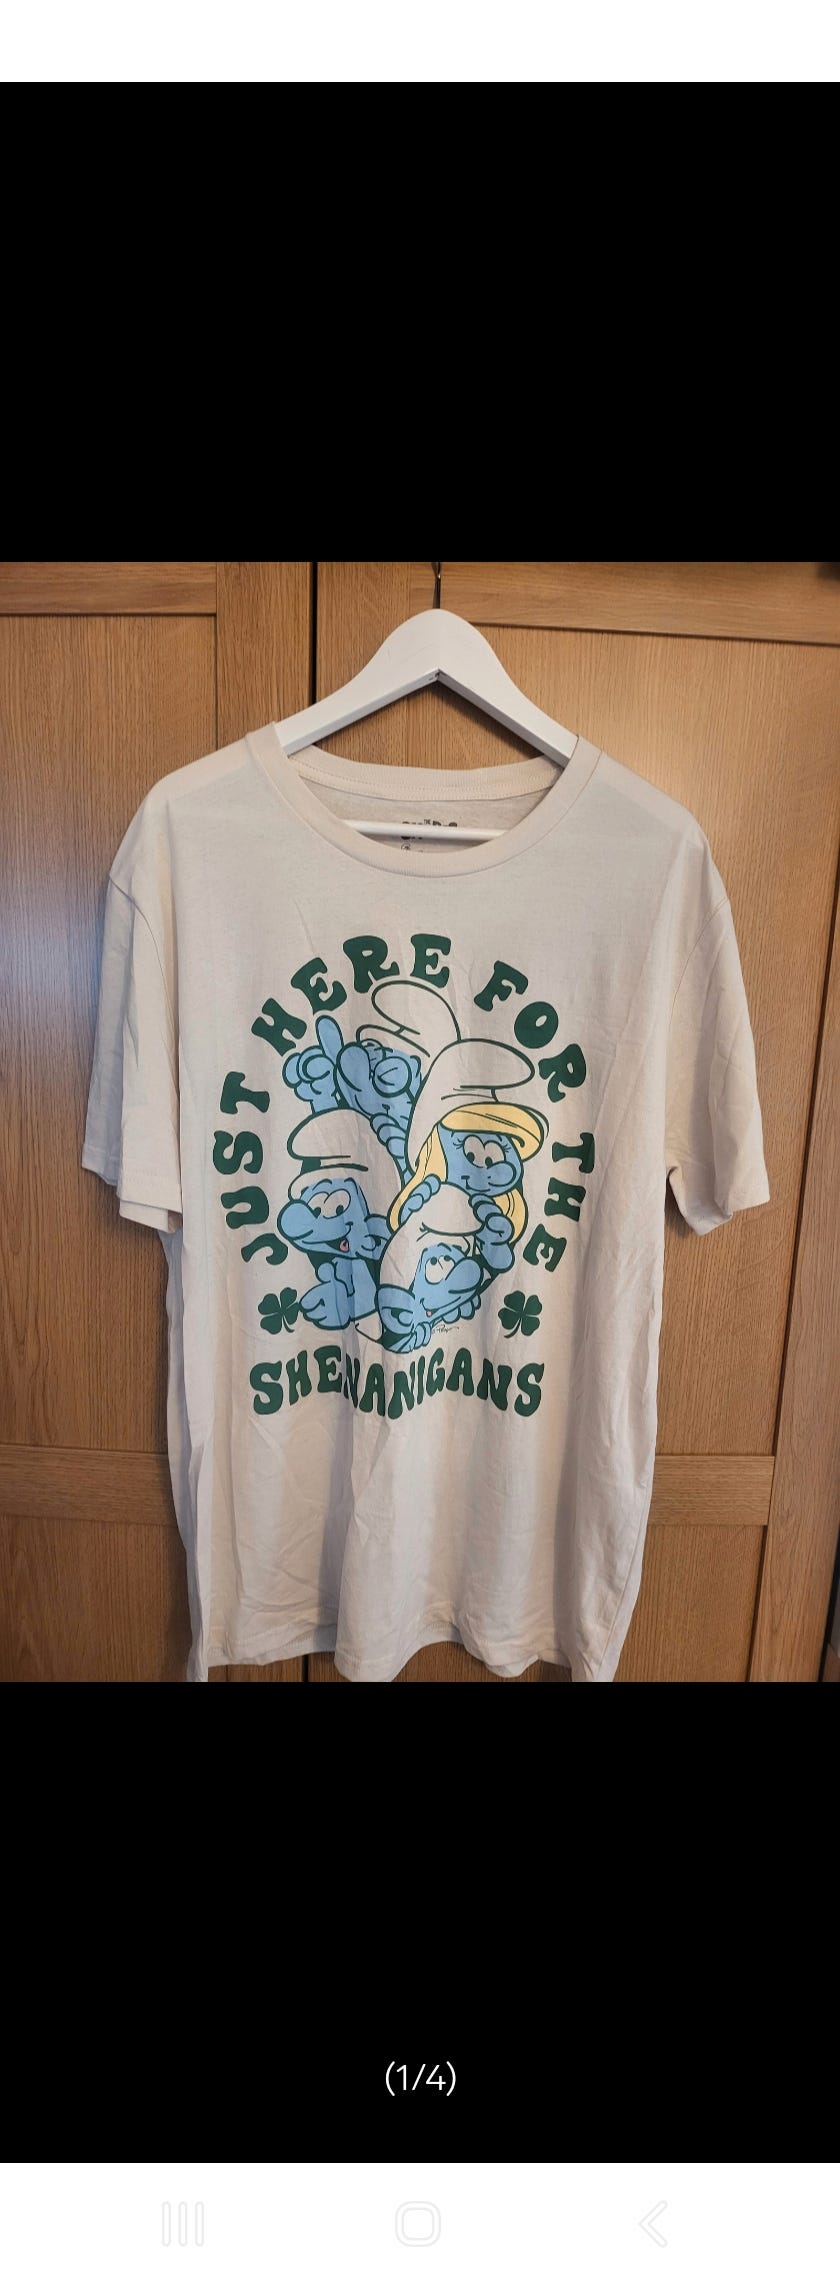 JUST HERE FOR THE
SHENANIGANS
(1/4)